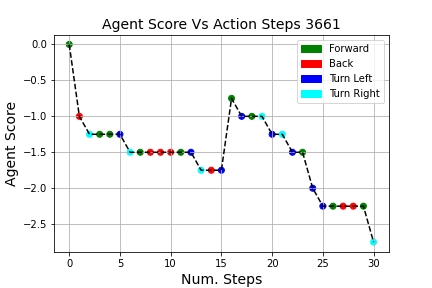 Agent Score Vs Action Steps 3661
Agent Score
0.0
−0.5
−1.0
−1.5
−2.0
−2.5
Forward
Back
Turn Left
Turn Right
0 5 10 15 20 25 30
Num. Steps